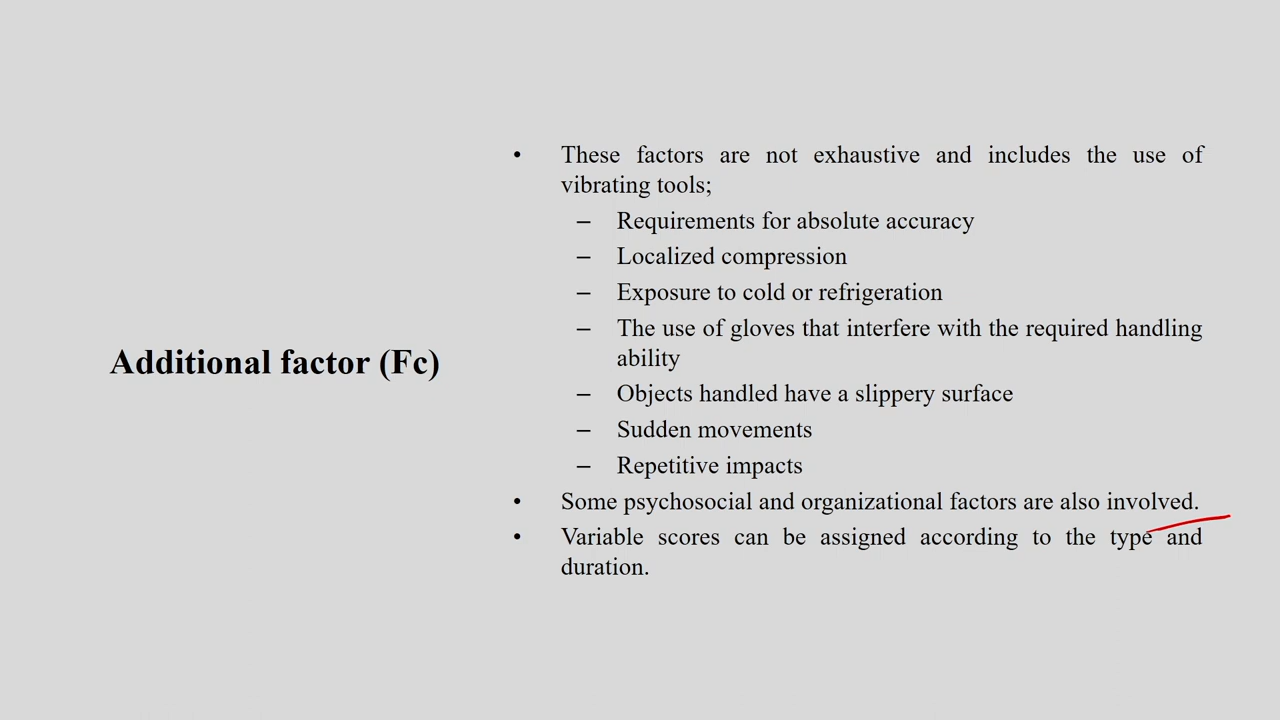 Additional factor (Fc)
• These factors are not exhaustive and includes the use of
vibrating tools;
– Requirements for absolute accuracy
– Localized compression
– Exposure to cold or refrigeration
– The use of gloves that interfere with the required handling
ability
– Objects handled have a slippery surface
– Sudden movements
– Repetitive impacts
• Some psychosocial and organizational factors are also involved.
• Variable scores can be assigned according to the type and
duration.